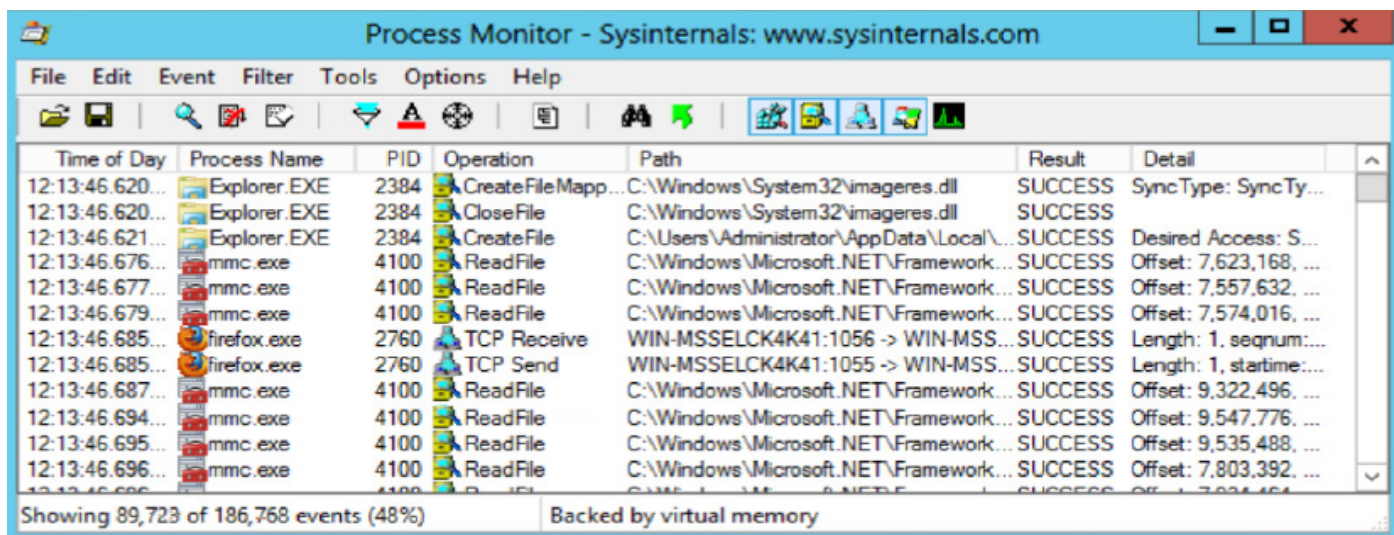 Process Monitor - Sysinternals: www.sysinternals.com
File Edit Event Filter Tools Options Help
Time of Day Process Name PID Operation Path Result Detail
12:13:46.620... Explorer.EXE 2384 CreateFileMapp... C:\Windows\System32\imageres.dll SUCCESS SyncType: SyncTy...
12:13:46.620... Explorer.EXE 2384 CloseFile C:\Windows\System32\imageres.dll SUCCESS
12:13:46.621... Explorer.EXE 2384 CreateFile C:\Users\Administrator\AppData\Local\... SUCCESS Desired Access: S...
12:13:46.676... mmc.exe 4100 ReadFile C:\Windows\Microsoft.NET\Framework... SUCCESS Offset: 7,623,168, ...
12:13:46.677... mmc.exe 4100 ReadFile C:\Windows\Microsoft.NET\Framework... SUCCESS Offset: 7,557,632, ...
12:13:46.679... mmc.exe 4100 ReadFile C:\Windows\Microsoft.NET\Framework... SUCCESS Offset: 7,574,016, ...
12:13:46.685... firefox.exe 2760 TCP Receive WIN-MSSELCK4K41:1056 -> WIN-MSS... SUCCESS Length: 1, seqnum:...
12:13:46.685... firefox.exe 2760 TCP Send WIN-MSSELCK4K41:1055 -> WIN-MSS... SUCCESS Length: 1, startime:...
12:13:46.687... mmc.exe 4100 ReadFile C:\Windows\Microsoft.NET\Framework... SUCCESS Offset: 9,322,496, ...
12:13:46.694... mmc.exe 4100 ReadFile C:\Windows\Microsoft.NET\Framework... SUCCESS Offset: 9,547,776, ...
12:13:46.695... mmc.exe 4100 ReadFile C:\Windows\Microsoft.NET\Framework... SUCCESS Offset: 9,535,488, ...
12:13:46.696... mmc.exe 4100 ReadFile C:\Windows\Microsoft.NET\Framework... SUCCESS Offset: 7,803,392, ...
Showing 89,723 of 186,768 events (48%) Backed by virtual memory